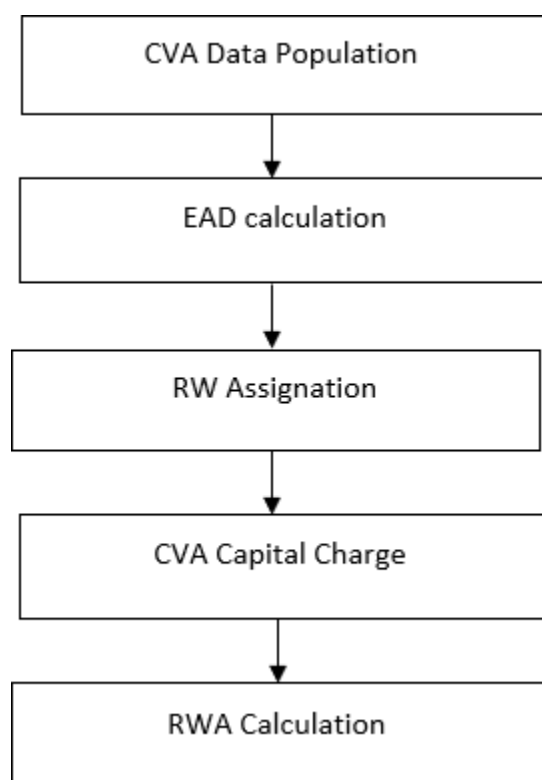 CVA Data Population
EAD calculation
RW Assignation
CVA Capital Charge
RWA Calculation